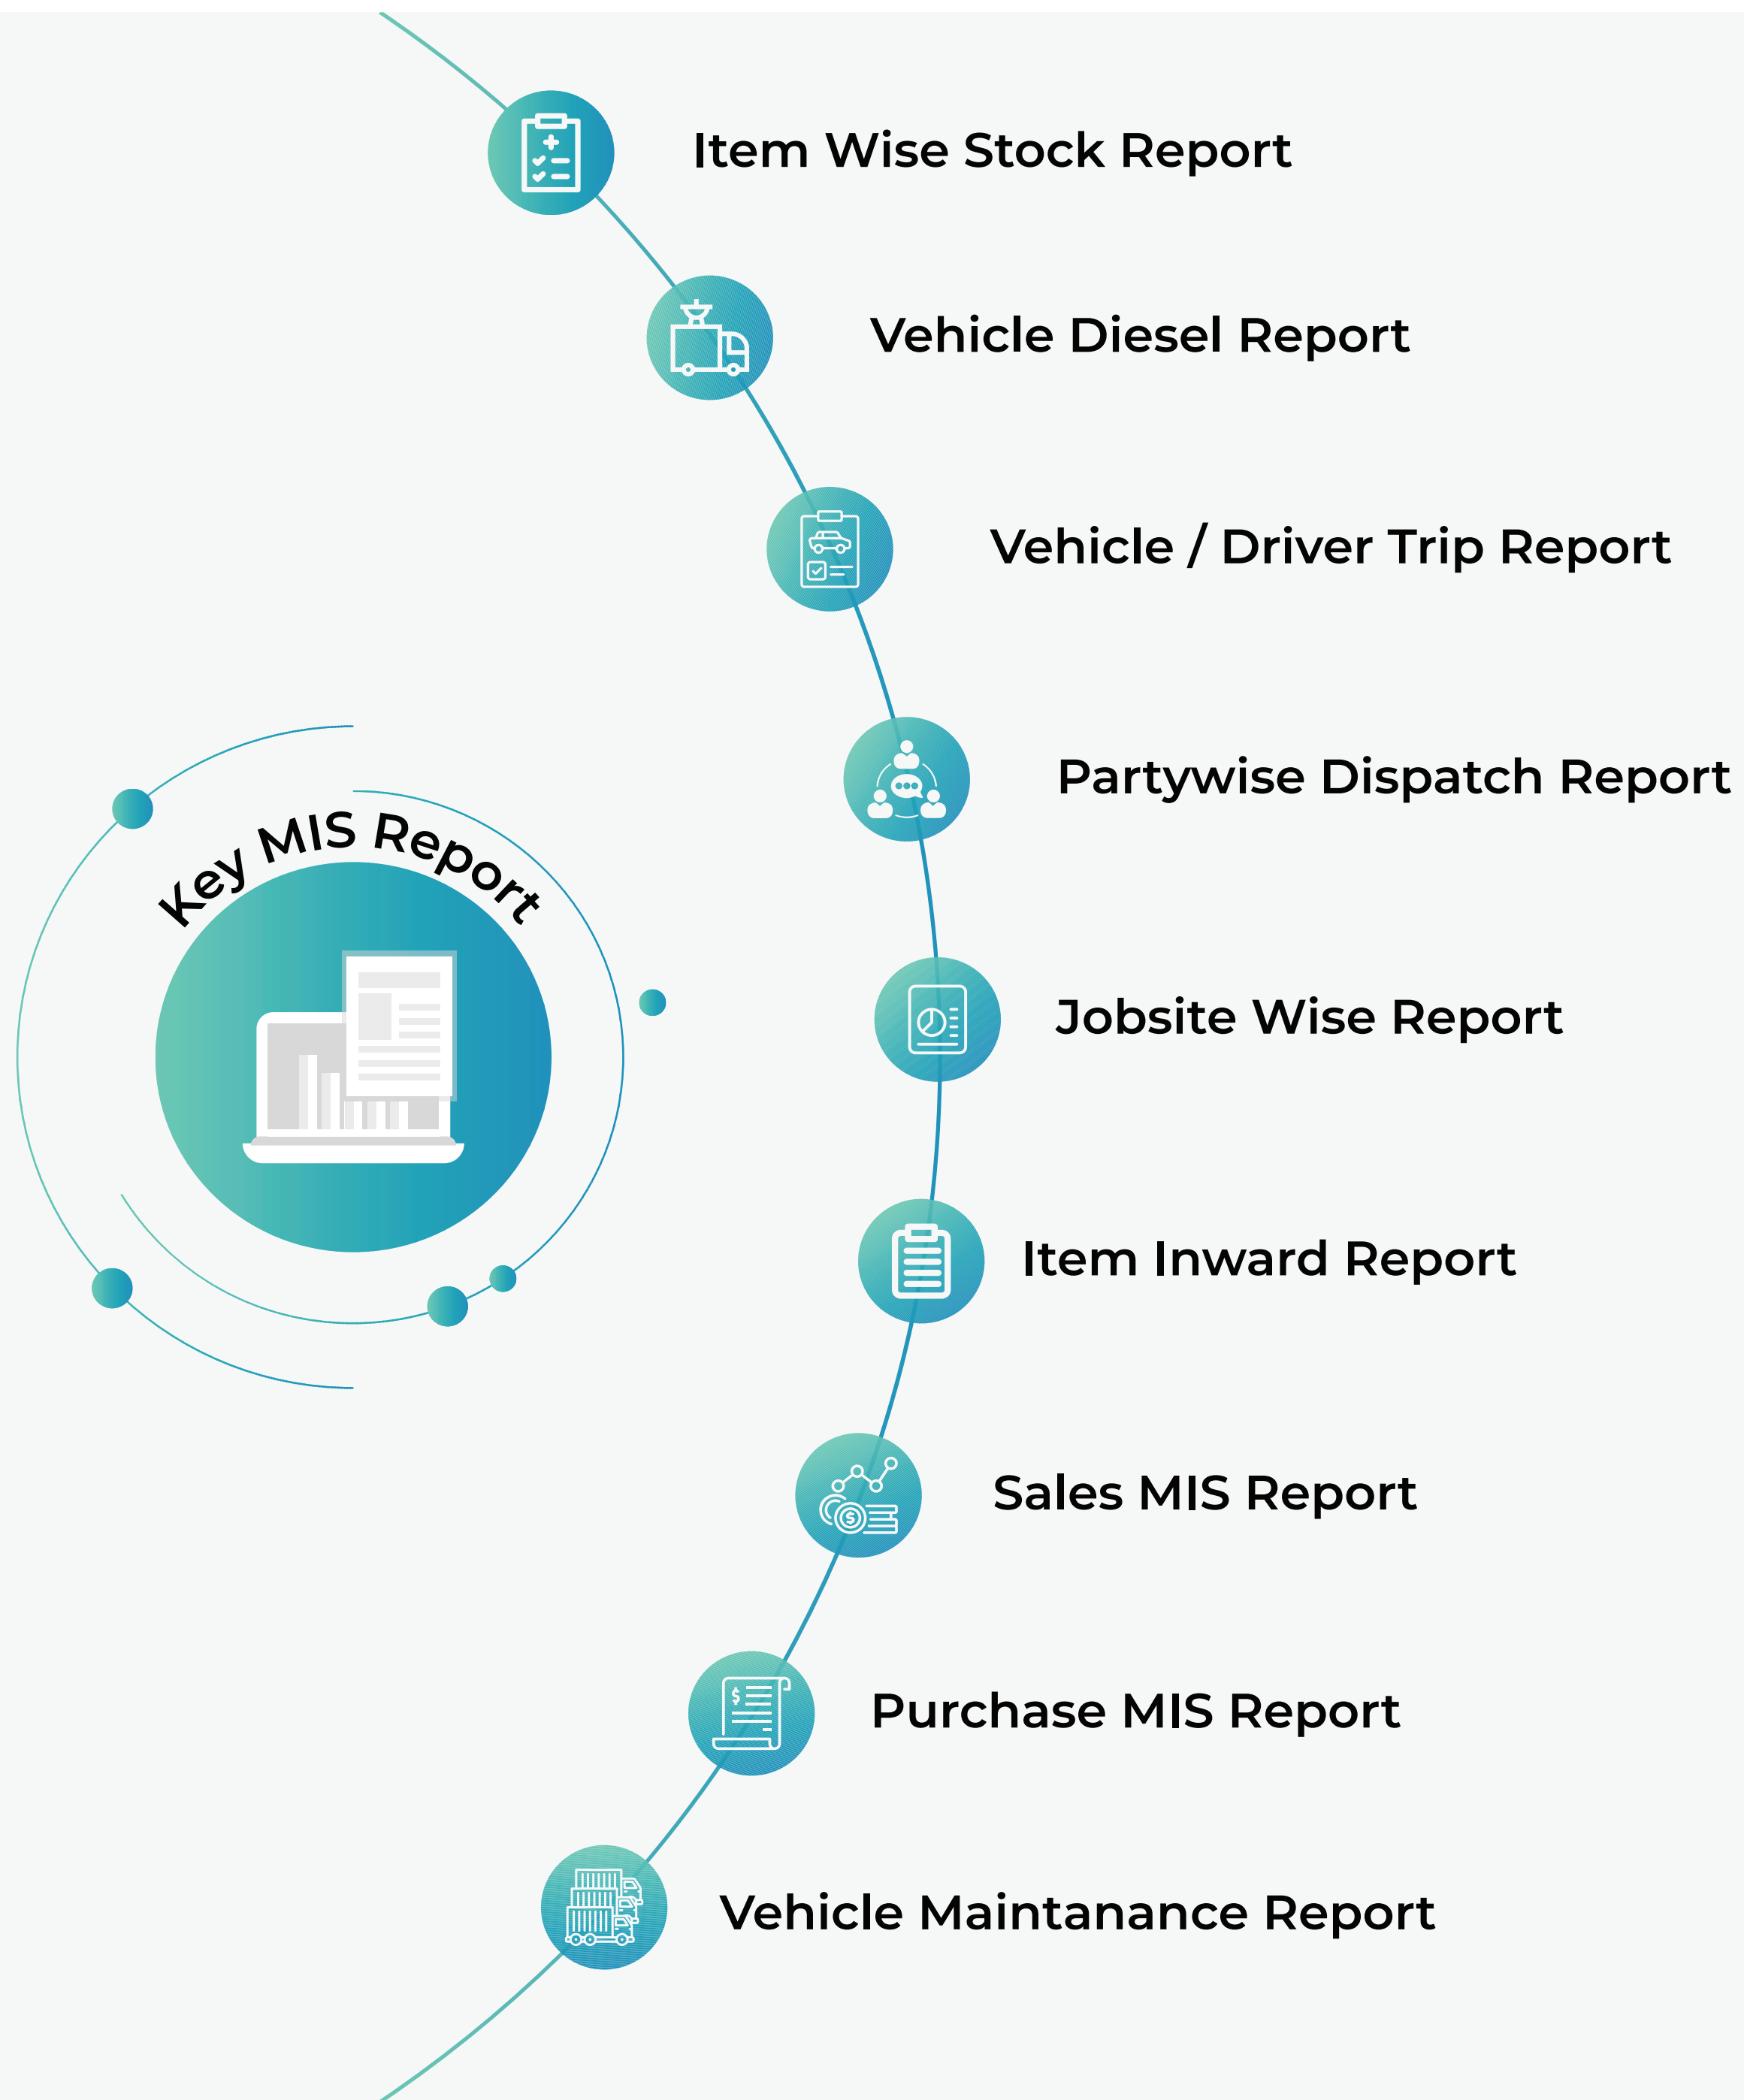 Item Wise Stock Report
Vehicle Diesel Report
Vehicle / Driver Trip Report
Partywise Dispatch Report
Key MIS Report
Jobsite Wise Report
Item Inward Report
Sales MIS Report
Purchase MIS Report
Vehicle Maintanance Report